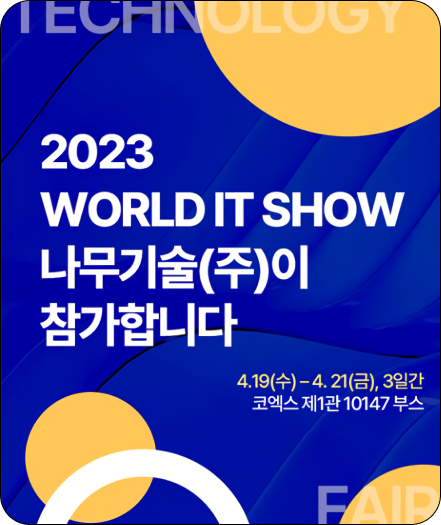 TECHNOLOGY
2023
WORLD IT SHOW
나무기술(주)이
참가합니다
4.19(수) – 4. 21(금), 3일간
코엑스 제1관 10147 부스
FAIR